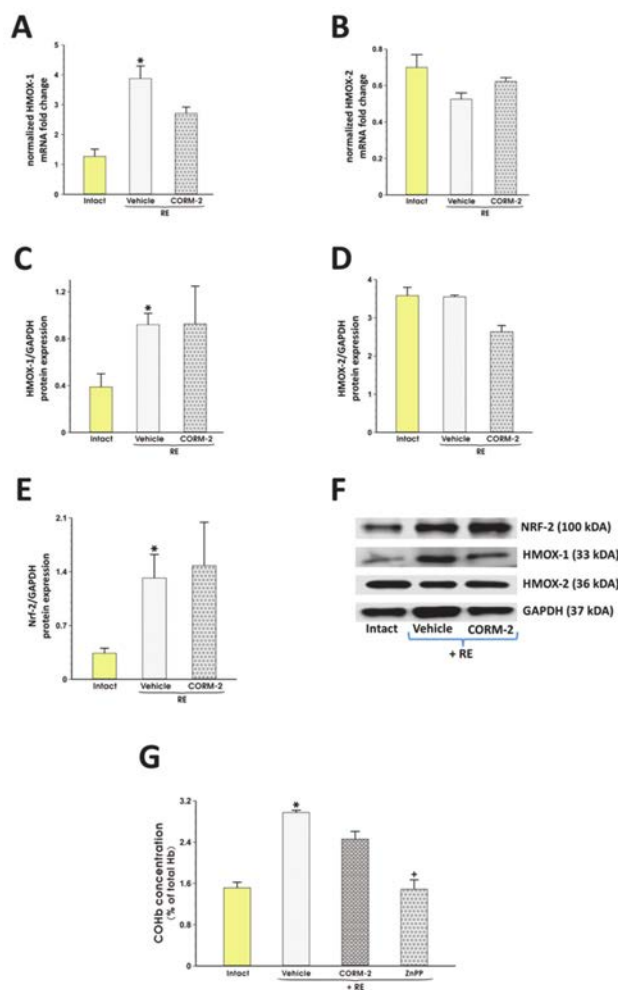 A
normalized HMOX-1
mRNA fold change
5
4
3
2
1
0
*
Intact
Vehicle
CORM-2
RE
B
normalized HMOX-2
mRNA fold change
0.8
0.6
0.4
0.2
0
Intact
Vehicle
CORM-2
RE
C
HMOX-1/GAPDH
protein expression
1.2
0.8
0.4
0
*
Intact
Vehicle
CORM-2
RE
D
HMOX-2/GAPDH
protein expression
4
3
2
1
0
Intact
Vehicle
CORM-2
RE
E
Nrf-2/GAPDH
protein expression
2.1
1.4
0.7
0
*
Intact
Vehicle
CORM-2
RE
F
NRF-2 (100 kDA)
HMOX-1 (33 kDA)
HMOX-2 (36 kDA)
GAPDH (37 kDA)
Intact Vehicle CORM-2
+ RE
G
COHb concentration
(% of total Hb)
3.2
2.4
1.6
0.8
0
*
+
Intact
Vehicle
CORM-2
ZnPP
+ RE